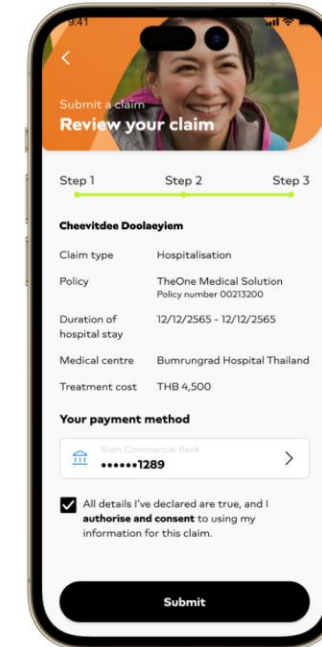 9:41
Submit a claim
Review your claim
Step 1 Step 2 Step 3
Cheevitdee Doolaeyiem
Claim type Hospitalisation
Policy TheOne Medical Solution
Policy number 00213200
Duration of 12/12/2565 - 12/12/2565
hospital stay
Medical centre Bumrungrad Hospital Thailand
Treatment cost THB 4,500
Your payment method
Siam Commercial Bank
••••••1289
All details I've declared are true, and I
authorise and consent to using my
information for this claim.
Submit